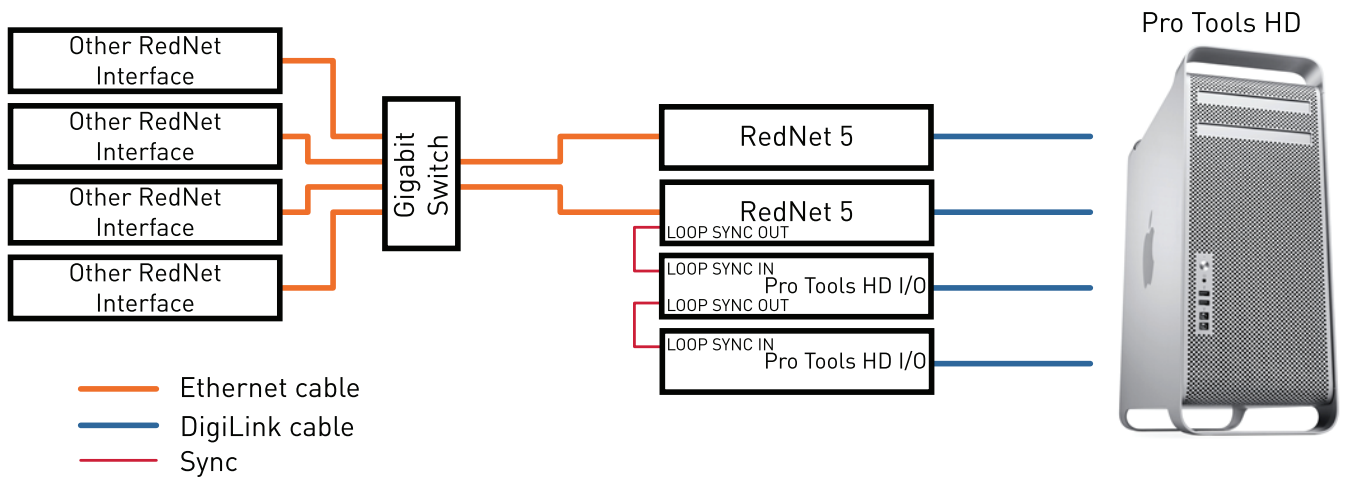 Pro Tools HD
Other RedNet
Interface
Other RedNet
Interface
Other RedNet
Interface
Other RedNet
Interface
Gigabit
Switch
RedNet 5
RedNet 5
LOOP SYNC OUT
LOOP SYNC IN
Pro Tools HD I/O
LOOP SYNC OUT
LOOP SYNC IN
Pro Tools HD I/O
Ethernet cable
DigiLink cable
Sync